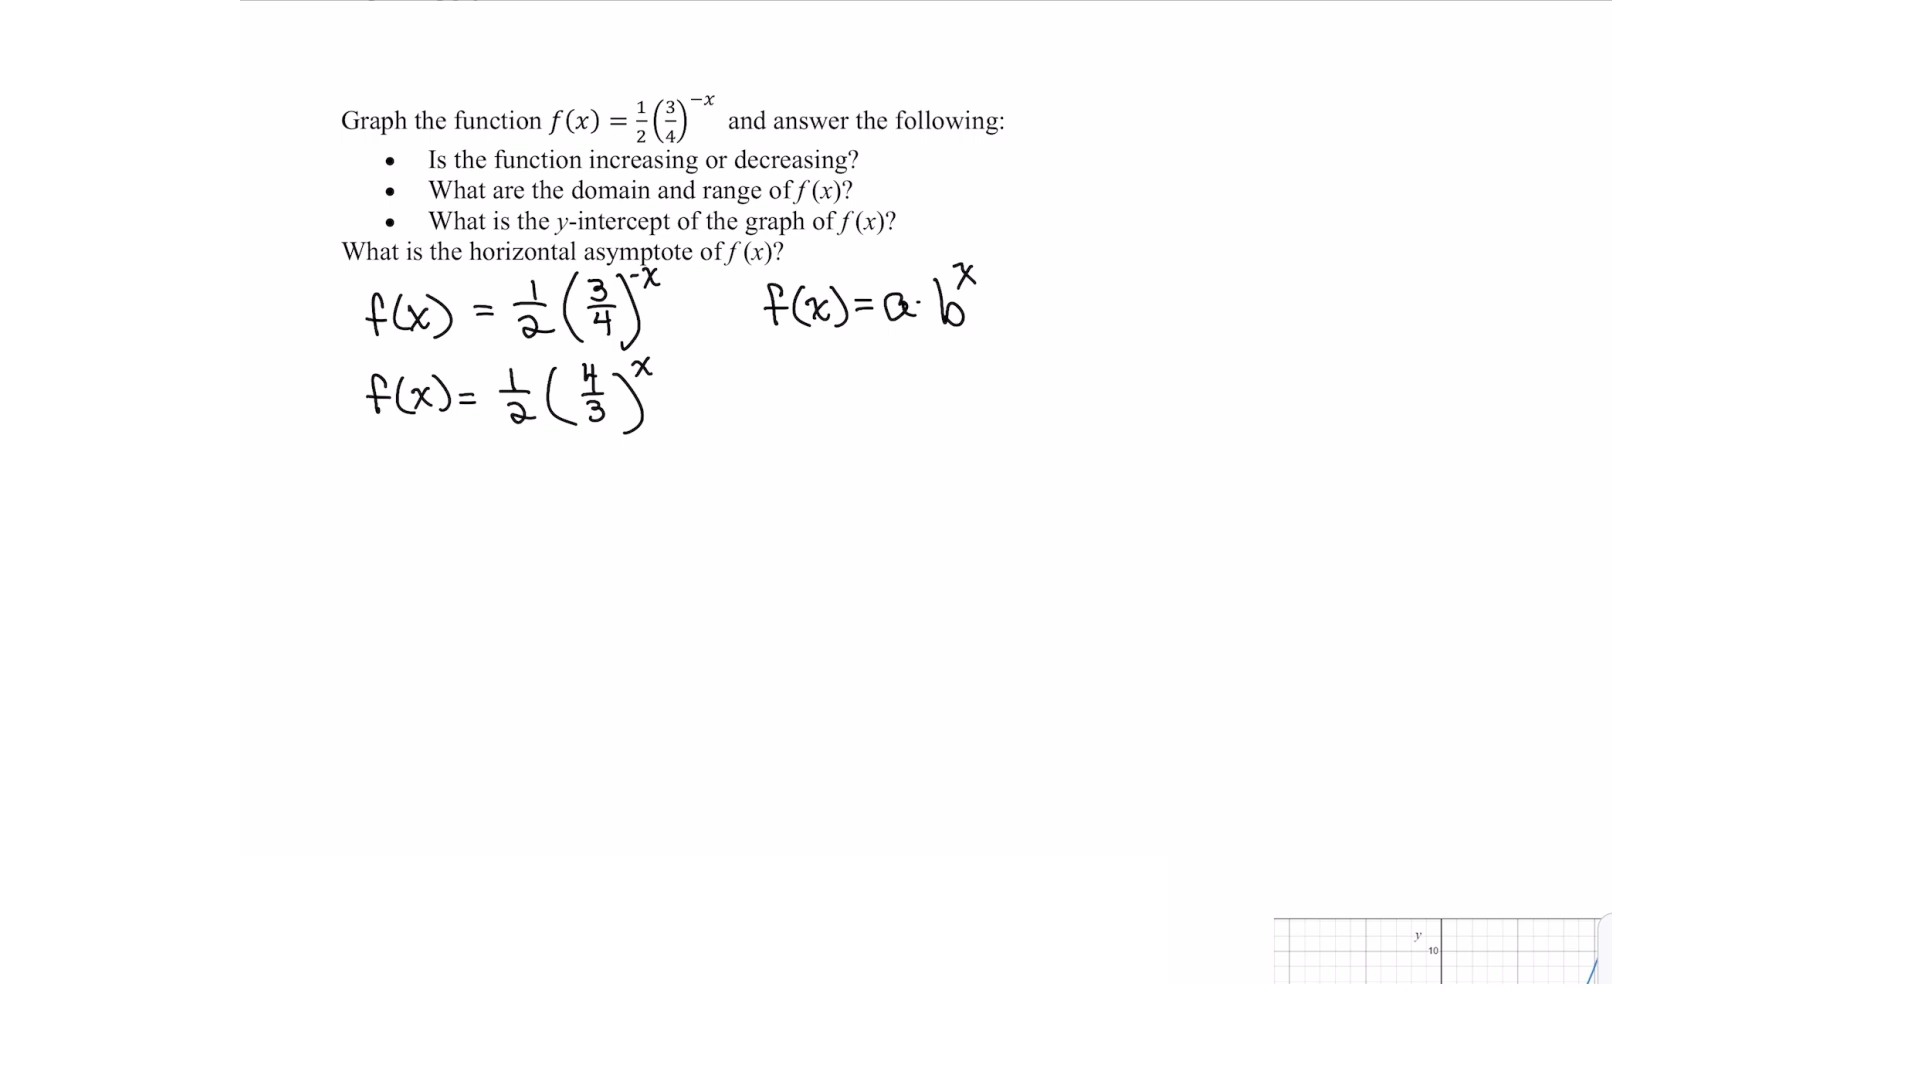 Graph the function f(x) = 1/2 (3/4)^−x and answer the following:
• Is the function increasing or decreasing?
• What are the domain and range of f (x)?
• What is the y-intercept of the graph of f (x)?
What is the horizontal asymptote of f (x)?
f(x) = 1/2 (3/4)^-x f(x) = a · b^x
f(x) = 1/2 (4/3)^x
y
10